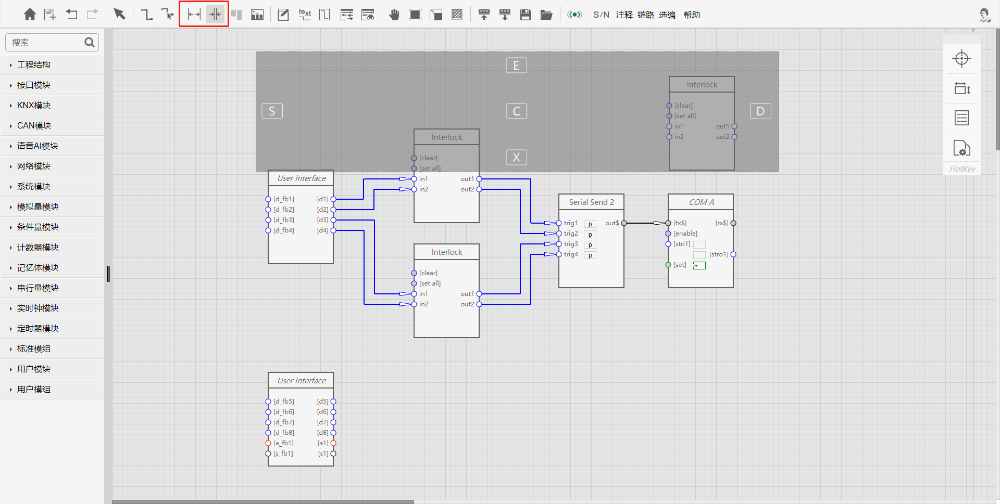 text
S/N 注释 链路 选编 帮助
搜索
工程结构
接口模块
KNX模块
CAN模块
语音AI模块
网络模块
系统模块
模拟量模块
条件量模块
计数器模块
记忆体模块
串行量模块
实时钟模块
定时器模块
标准模组
用户模块
用户模组
E
S
C
D
X
Interlock
[clear]
[set all]
in1 out1
in2 out2
Interlock
[clear]
[set all]
in1 out1
in2 out2
HotKey
User Interface
[d_fb1] [d1]
[d_fb2] [d2]
[d_fb3] [d3]
[d_fb4] [d4]
Serial Send 2
trig1 p out$
trig2 p
trig3 p
trig4 p
COM A
[tx$] [rx$]
[enable]
[stri1]
[stro1]
[set]
Interlock
[clear]
[set all]
in1 out1
in2 out2
User Interface
[d_fb5] [d5]
[d_fb6] [d6]
[d_fb7] [d7]
[d_fb8] [d8]
[a_fb1] [a1]
[s_fb1] [s1]